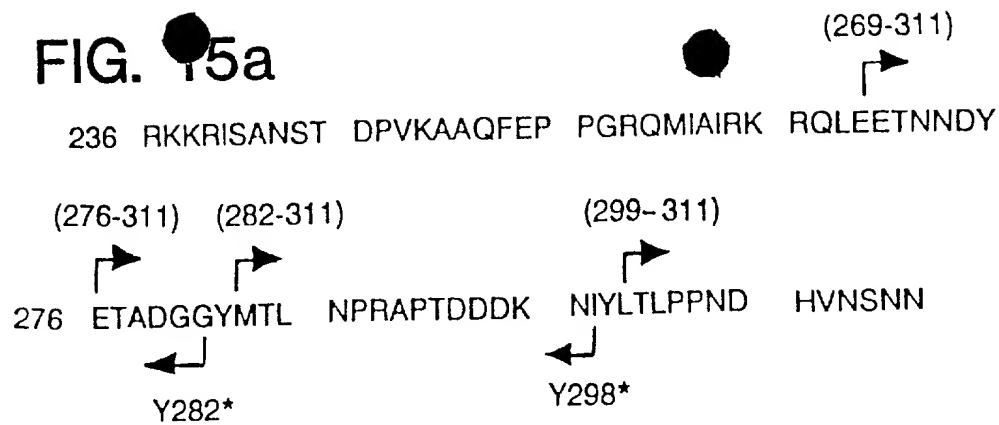 FIG. 15a
(269-311)
236 RKKRISANST DPVKAAQFEP PGRQMIAIRK RQLEETNNDY
(276-311) (282-311) (299-311)
276 ETADGGYMTL NPRAPTDDDK NIYLTLPPND HVNSNN
Y282* Y298*